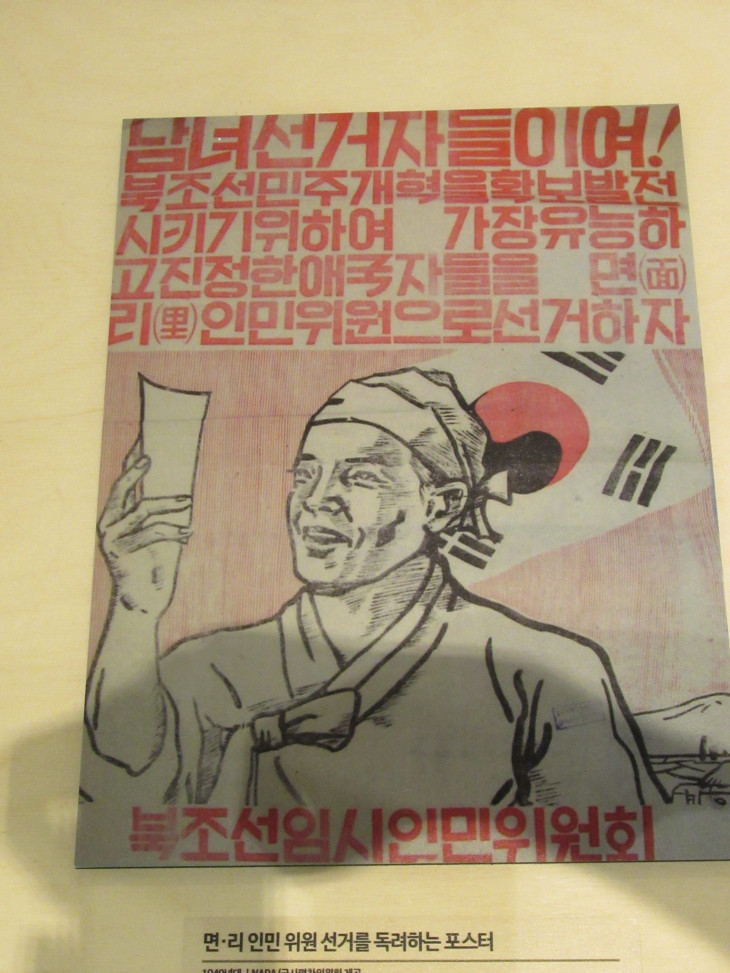 남녀선거자들이여!
북조선민주개혁을확보발전
시키기위하여 가장유능하
고진정한애국자들을 면(面)
리(里)인민위원으로선거하자
북조선임시인민위원회
면·리 인민 위원 선거를 독려하는 포스터